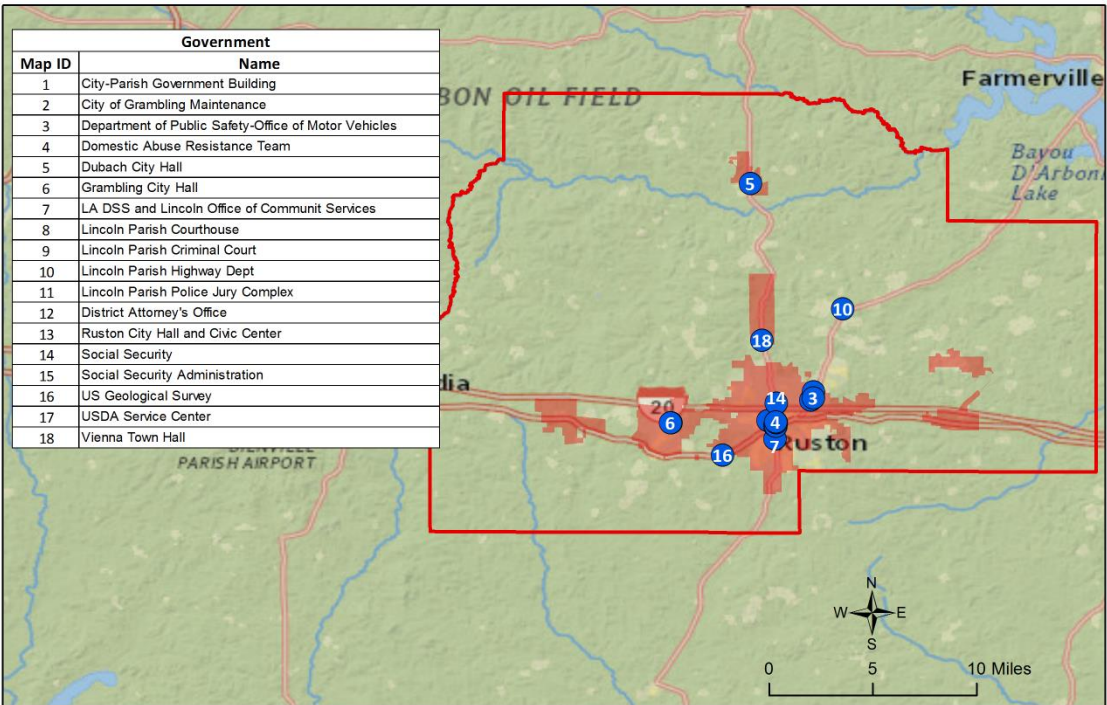 Government
Map ID Name
1 City-Parish Government Building
2 City of Grambling Maintenance
3 Department of Public Safety-Office of Motor Vehicles
4 Domestic Abuse Resistance Team
5 Dubach City Hall
6 Grambling City Hall
7 LA DSS and Lincoln Office of Communit Services
8 Lincoln Parish Courthouse
9 Lincoln Parish Criminal Court
10 Lincoln Parish Highway Dept
11 Lincoln Parish Police Jury Complex
12 District Attorney's Office
13 Ruston City Hall and Civic Center
14 Social Security
15 Social Security Administration
16 US Geological Survey
17 USDA Service Center
18 Vienna Town Hall
BON OIL FIELD
Farmerville
Bayou
D'Arbon
Lake
5
10
18
dia
20
14
3
6
4
7
Ruston
16
PARISH AIRPORT
N
W E
S
0 5 10 Miles